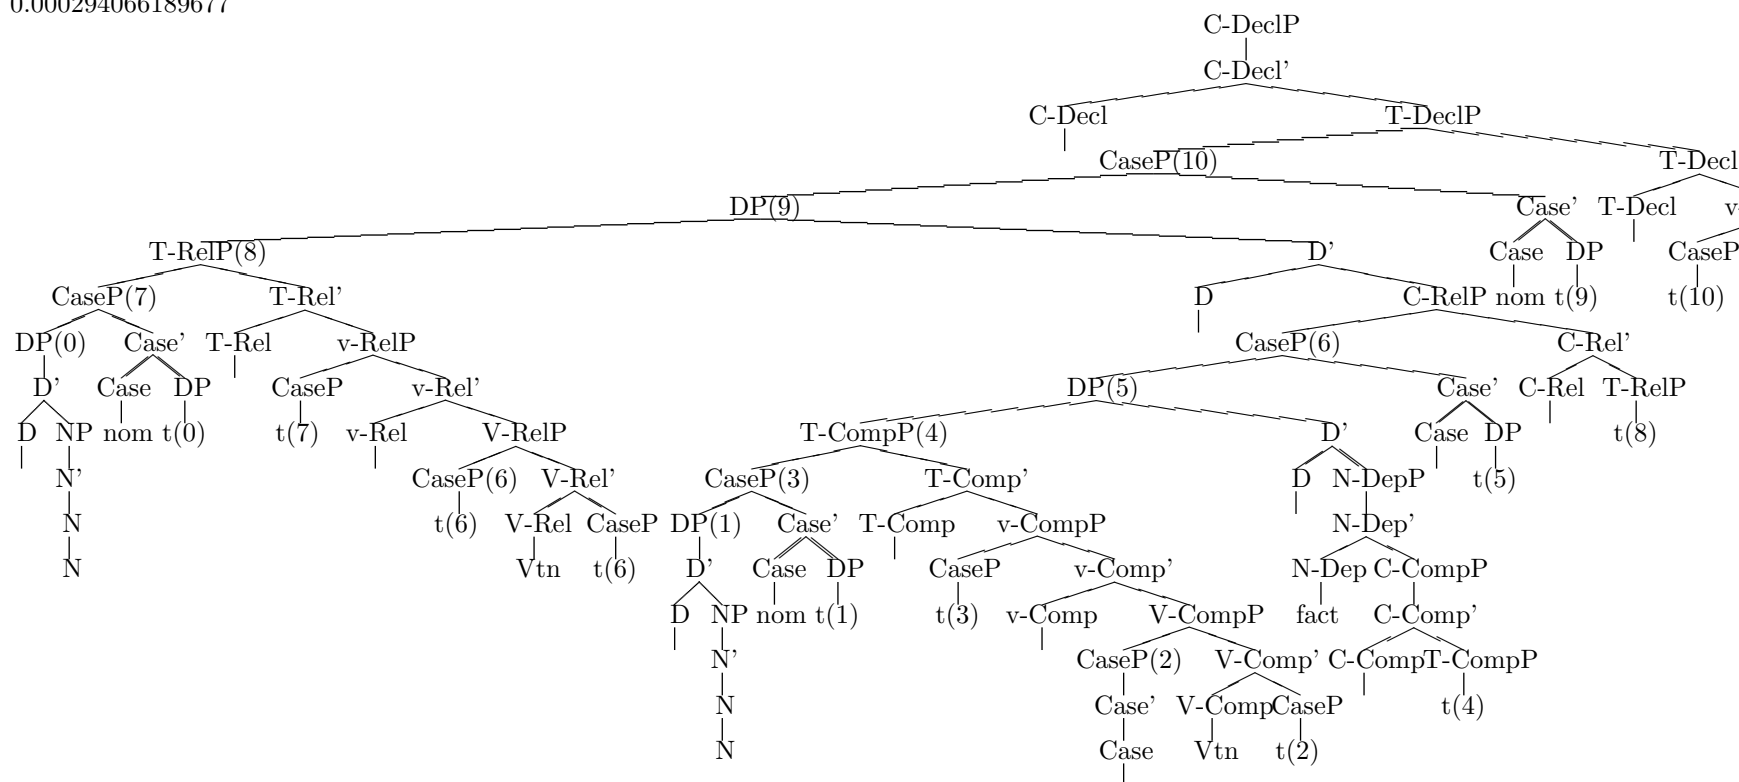 0.000294066189677
C-DeclP
C-Decl'
C-Decl T-DeclP
CaseP(10) T-Decl
DP(9) Case' T-Decl v-
T-RelP(8) D' Case DP CaseP
CaseP(7) T-Rel' D C-RelP nom t(9) t(10)
DP(0) Case' T-Rel v-RelP CaseP(6) C-Rel'
D' Case DP CaseP v-Rel' DP(5) Case' C-Rel T-RelP
D NP nom t(0) t(7) v-Rel V-RelP T-CompP(4) D' Case DP t(8)
N' CaseP(6) V-Rel' CaseP(3) T-Comp' D N-DepP t(5)
N t(6) V-Rel CaseP DP(1) Case' T-Comp v-CompP N-Dep'
N Vtn t(6) D' Case DP CaseP v-Comp' N-Dep C-CompP
D NP nom t(1) t(3) v-Comp V-CompP fact C-Comp'
N' CaseP(2) V-Comp' C-Comp T-CompP
N Case' V-Comp CaseP t(4)
N Case Vtn t(2)